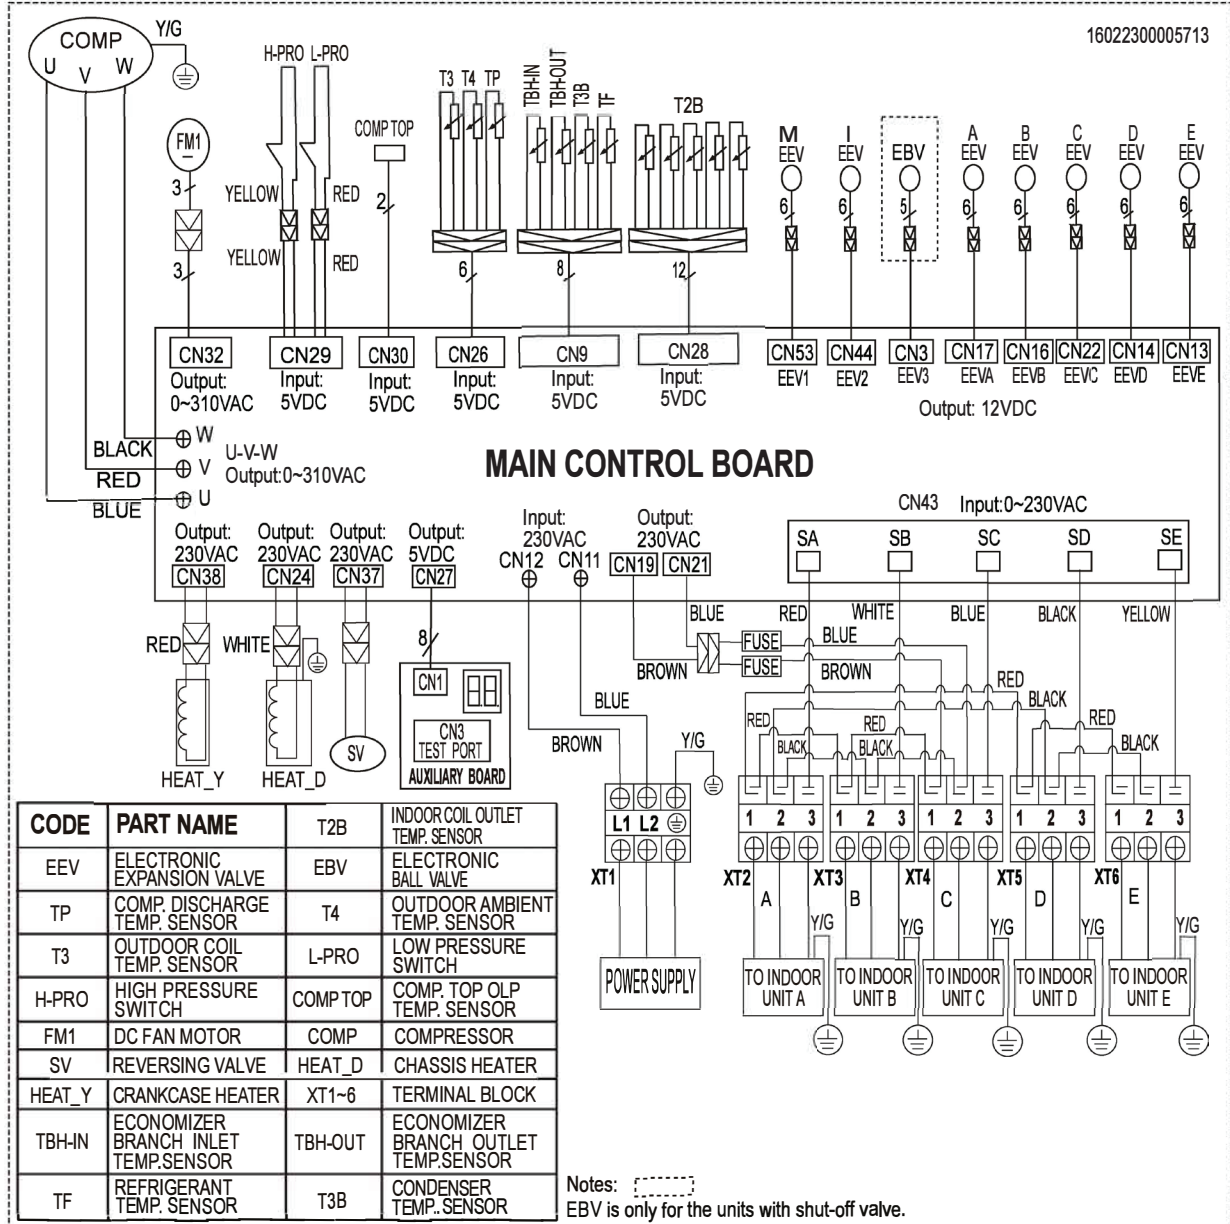 16022300005713
COMP
U V W
Y/G
FM1
3
3
H-PRO L-PRO
YELLOW
RED
YELLOW
RED
COMP TOP
2
T3 T4 TP
6
TBH-IN
TBH-OUT
T3B
TF
8
T2B
12
M
EEV
6
I
EEV
6
EBV
5
A
EEV
6
B
EEV
6
C
EEV
6
D
EEV
6
E
EEV
6
CN32
Output:
0~310VAC
CN29
Input:
5VDC
CN30
Input:
5VDC
CN26
Input:
5VDC
CN9
Input:
5VDC
CN28
Input:
5VDC
CN53
EEV1
CN44
EEV2
CN3
EEV3
CN17
EEVA
CN16
EEVB
CN22
EEVC
CN14
EEVD
CN13
EEVE
Output: 12VDC
BLACK
W
RED
V
BLUE
U
U-V-W
Output:0~310VAC
MAIN CONTROL BOARD
CN43 Input:0~230VAC
SA SB SC SD SE
Output:
230VAC
CN38
Output:
230VAC
CN24
Output:
230VAC
CN37
Output:
5VDC
CN27
Input:
230VAC
CN12 CN11
Output:
230VAC
CN19 CN21
RED
HEAT_Y
WHITE
HEAT_D
SV
8
CN1
CN3
TEST PORT
AUXILIARY BOARD
BLUE
BROWN
FUSE
FUSE
BLUE
BROWN
RED
WHITE
BLUE
BLACK
YELLOW
RED
BLACK
RED
BLACK
RED
BLACK
RED
BLACK
BLUE
BROWN
Y/G
L1 L2
XT1
POWER SUPPLY
1 2 3
XT2
A
Y/G
TO INDOOR
UNIT A
1 2 3
XT3
B
Y/G
TO INDOOR
UNIT B
1 2 3
XT4
C
Y/G
TO INDOOR
UNIT C
1 2 3
XT5
D
Y/G
TO INDOOR
UNIT D
1 2 3
XT6
E
Y/G
TO INDOOR
UNIT E
CODE
PART NAME
T2B
INDOOR COIL OUTLET
TEMP. SENSOR
EEV
ELECTRONIC
EXPANSION VALVE
EBV
ELECTRONIC
BALL VALVE
TP
COMP. DISCHARGE
TEMP. SENSOR
T4
OUTDOOR AMBIENT
TEMP. SENSOR
T3
OUTDOOR COIL
TEMP. SENSOR
L-PRO
LOW PRESSURE
SWITCH
H-PRO
HIGH PRESSURE
SWITCH
COMP TOP
COMP. TOP OLP
TEMP. SENSOR
FM1
DC FAN MOTOR
COMP
COMPRESSOR
SV
REVERSING VALVE
HEAT_D
CHASSIS HEATER
HEAT_Y
CRANKCASE HEATER
XT1~6
TERMINAL BLOCK
TBH-IN
ECONOMIZER
BRANCH INLET
TEMP.SENSOR
TBH-OUT
ECONOMIZER
BRANCH OUTLET
TEMP.SENSOR
TF
REFRIGERANT
TEMP. SENSOR
T3B
CONDENSER
TEMP.. SENSOR
Notes:
EBV is only for the units with shut-off valve.